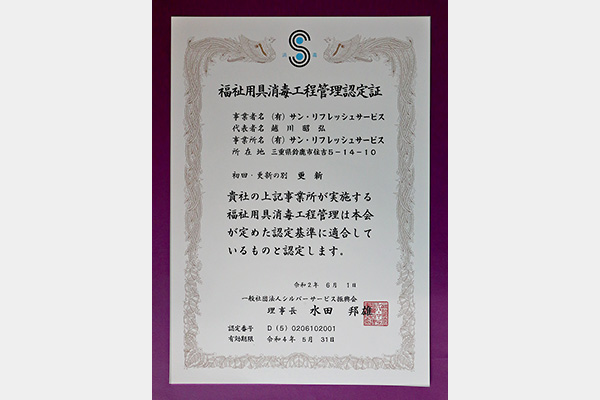 福祉用具消毒工程管理認定証
事業者名 (有) サン・リフレッシュサービス
代表者名 越川 昭弘
事業所名 (有) サン・リフレッシュサービス
所在地 三重県鈴鹿市住吉5-14-10
初回・更新の別 更新
貴社の上記事業所が実施する
福祉用具消毒工程管理は本会
が定めた認定基準に適合して
いるものと認定します。
令和2年 6月 1日
一般社団法人シルバーサービス振興会
理事長 水田 邦雄
認定番号 D(5)0206102001
有効期限 令和4年 5月 31日